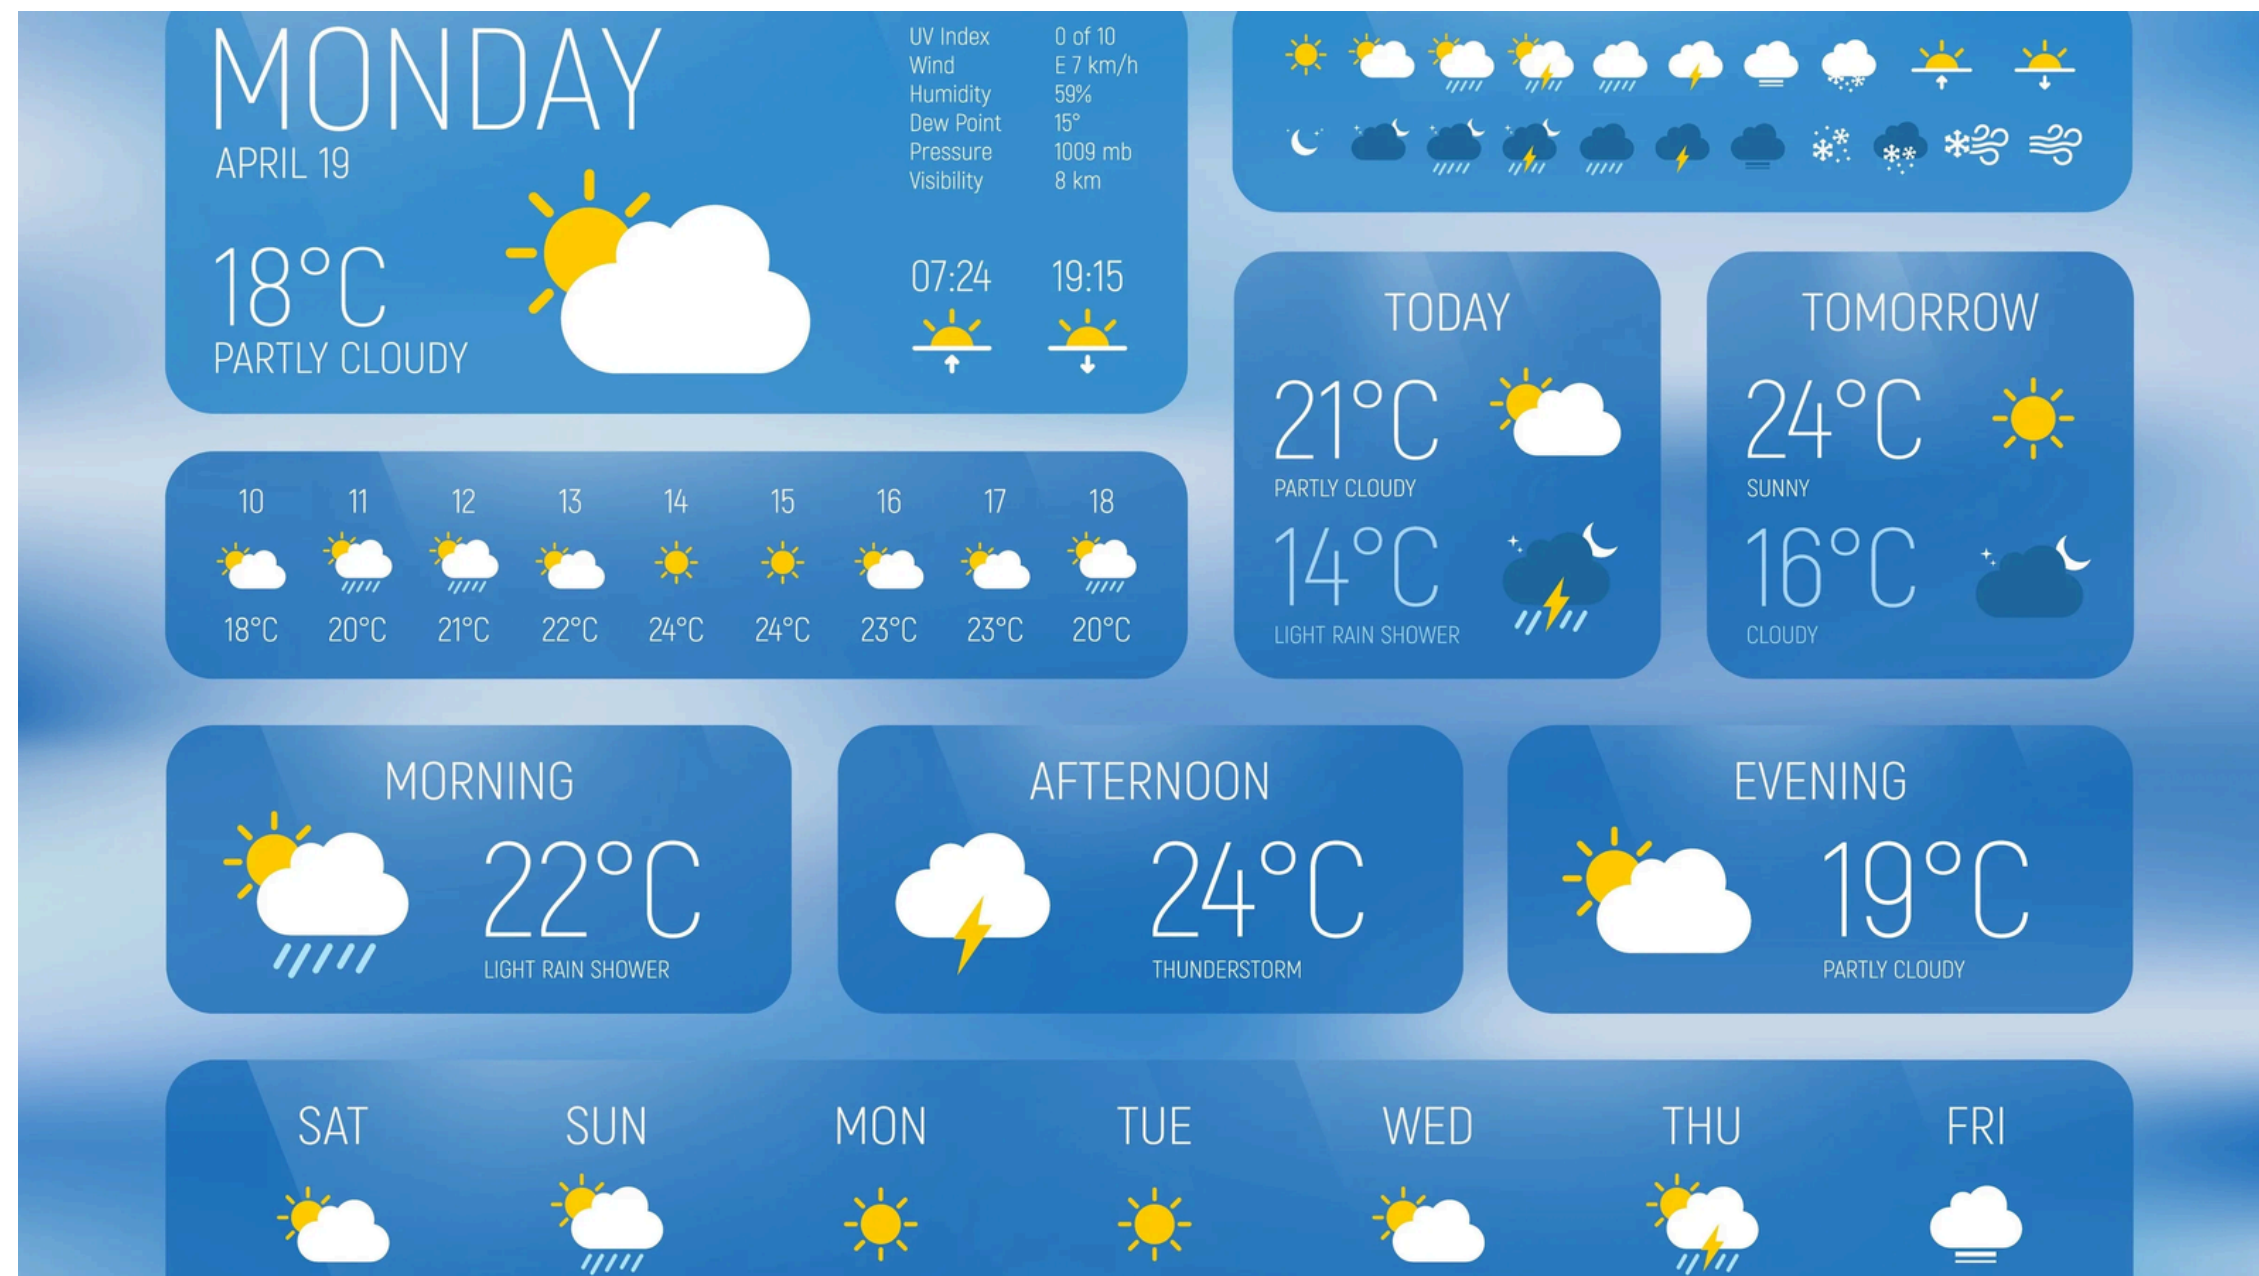 MONDAY
APRIL 19
18°C
PARTLY CLOUDY
UV Index 0 of 10
Wind E 7 km/h
Humidity 59%
Dew Point 15°
Pressure 1009 mb
Visibility 8 km
07:24 19:15
10 11 12 13 14 15 16 17 18
18°C 20°C 21°C 22°C 24°C 24°C 23°C 23°C 20°C
TODAY
21°C
PARTLY CLOUDY
14°C
LIGHT RAIN SHOWER
TOMORROW
24°C
SUNNY
16°C
CLOUDY
MORNING
22°C
LIGHT RAIN SHOWER
AFTERNOON
24°C
THUNDERSTORM
EVENING
19°C
PARTLY CLOUDY
SAT SUN MON TUE WED THU FRI